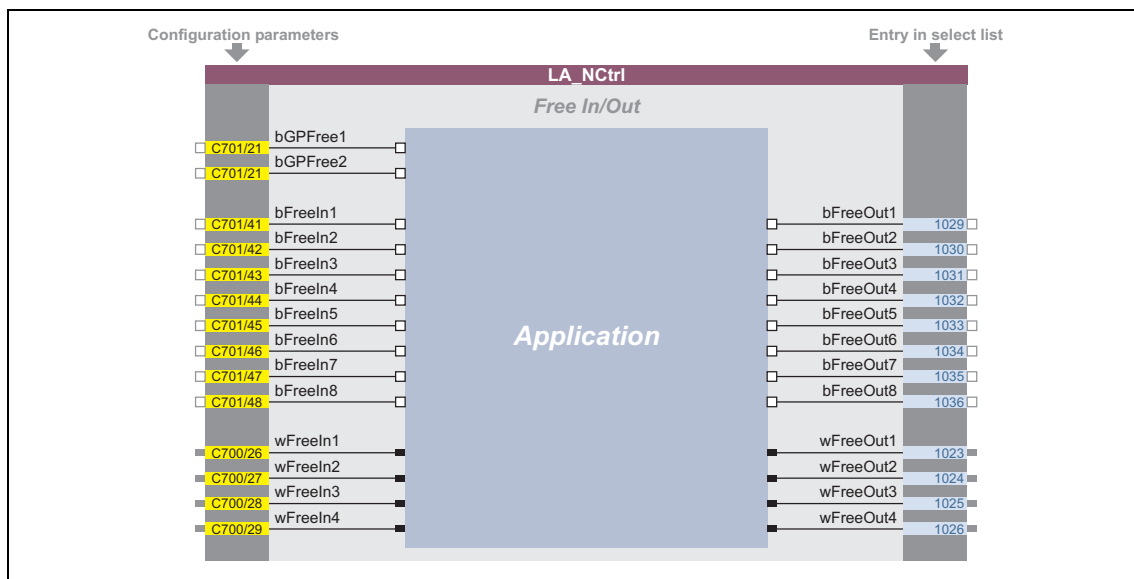 Configuration parameters
Entry in select list
LA_NCtrl
Free In/Out
C701/21 bGPFree1
C701/21 bGPFree2
C701/41 bFreeIn1
bFreeOut1 1029
C701/42 bFreeIn2
bFreeOut2 1030
C701/43 bFreeIn3
bFreeOut3 1031
C701/44 bFreeIn4
bFreeOut4 1032
C701/45 bFreeIn5
bFreeOut5 1033
Application
C701/46 bFreeIn6
bFreeOut6 1034
C701/47 bFreeIn7
bFreeOut7 1035
C701/48 bFreeIn8
bFreeOut8 1036
C700/26 wFreeIn1
wFreeOut1 1023
C700/27 wFreeIn2
wFreeOut2 1024
C700/28 wFreeIn3
wFreeOut3 1025
C700/29 wFreeIn4
wFreeOut4 1026